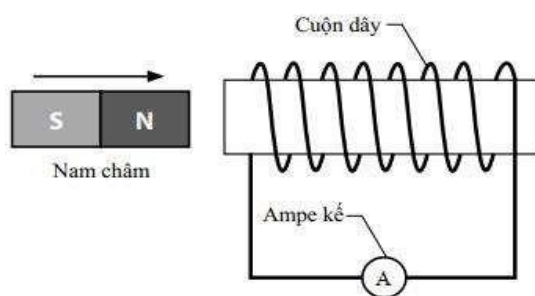 Cuộn dây
S N
Nam châm
Ampe kế
A